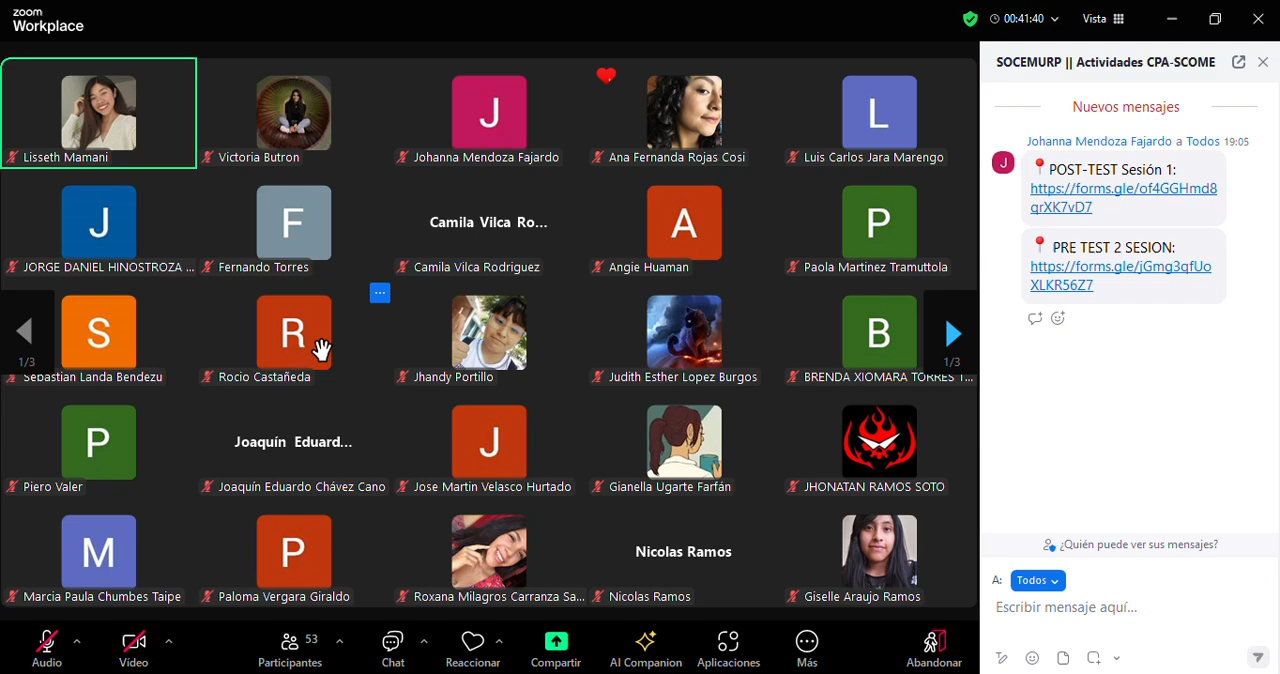 zoom
Workplace
00:41:40
Vista
Lisseth Mamani
Victoria Butron
J
Johanna Mendoza Fajardo
Ana Fernanda Rojas Cosi
L
Luis Carlos Jara Marengo
J
JORGE DANIEL HINOSTROZA ...
F
Fernando Torres
Camila Vilca Ro...
Camila Vilca Rodriguez
A
Angie Huaman
P
Paola Martinez Tramuttola
1/3
S
Sebastian Landa Bendezu
R
Rocio Castañeda
...
Jhandy Portillo
Judith Esther Lopez Burgos
B
BRENDA XIOMARA TORRES T...
1/3
P
Piero Valer
Joaquín Eduard...
Joaquín Eduardo Chávez Cano
J
Jose Martin Velasco Hurtado
Gianella Ugarte Farfán
JHONATAN RAMOS SOTO
M
Marcia Paula Chumbes Taipe
P
Paloma Vergara Giraldo
Roxana Milagros Carranza Sa...
Nicolas Ramos
Nicolas Ramos
Giselle Araujo Ramos
Audio
Vídeo
53
Participantes
Chat
Reaccionar
Compartir
AI Companion
Aplicaciones
Más
Abandonar
SOCEMURP || Actividades CPA-SCOME
Nuevos mensajes
Johanna Mendoza Fajardo a Todos 19:05
J
📍POST-TEST Sesión 1:
https://forms.gle/of4GGHmd8
qrXK7vD7
📍 PRE TEST 2 SESION:
https://forms.gle/jGmg3qfUo
XLKR56Z7
¿Quién puede ver sus mensajes?
A: Todos
Escribir mensaje aquí...